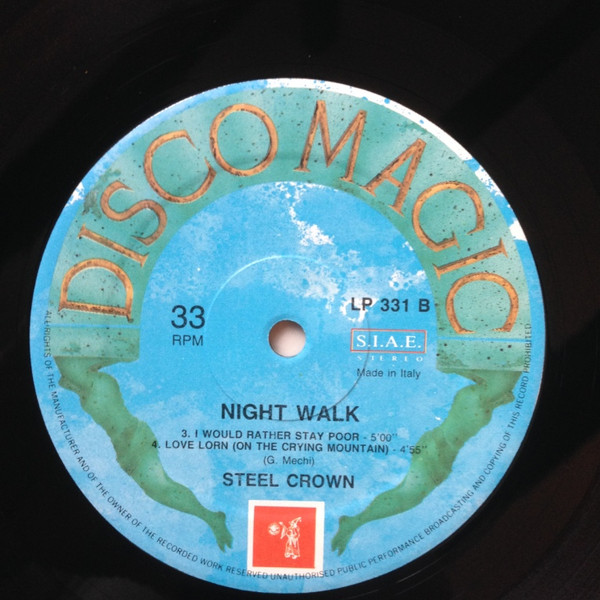 DISCO MAGIC
33
RPM
LP 331 B
S.I.A.E.
STEREO
Made in Italy
NIGHT WALK
3. I WOULD RATHER STAY POOR - 5'00"
4. LOVE LORN (ON THE CRYING MOUNTAIN) - 4'55"
(G. Mechi)
STEEL CROWN
ALL RIGHTS OF THE MANUFACTURER AND OF THE OWNER OF THE RECORDED WORK RESERVED UNAUTHORISED PUBLIC PERFORMANCE BROADCASTING AND COPYING OF THIS RECORD PROHIBITED